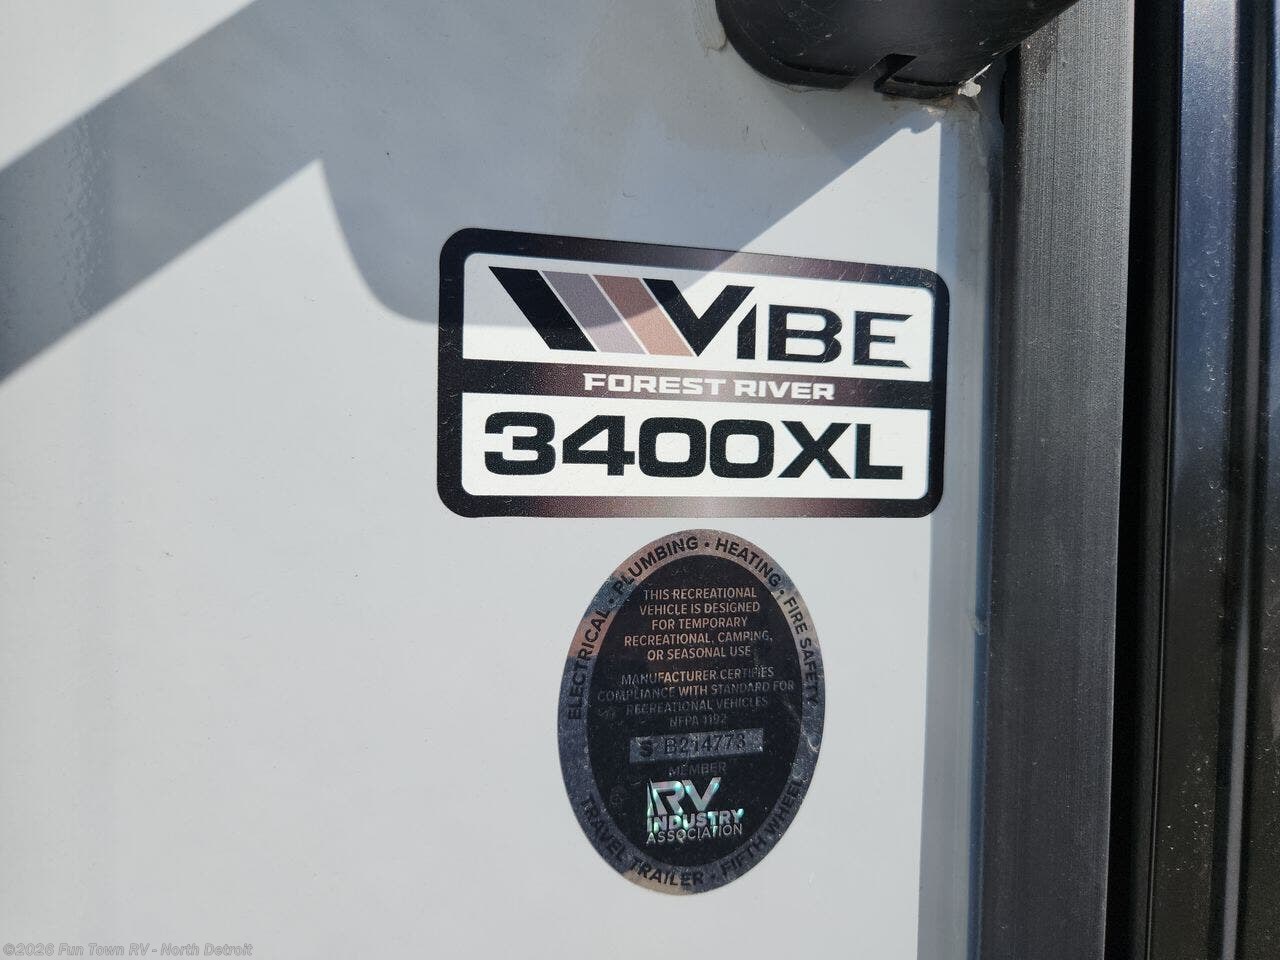 VIBE
FOREST RIVER
3400XL
ELECTRICAL • PLUMBING • HEATING • FIRE SAFETY
THIS RECREATIONAL
VEHICLE IS DESIGNED
FOR TEMPORARY
RECREATIONAL, CAMPING,
OR SEASONAL USE
MANUFACTURER CERTIFIES
COMPLIANCE WITH STANDARD FOR
RECREATIONAL VEHICLES
NFPA 1192
S B214773
MEMBER
RV
INDUSTRY
ASSOCIATION
TRAVEL TRAILER • FIFTH WHEEL
©2026 Fun Town RV - North Detroit